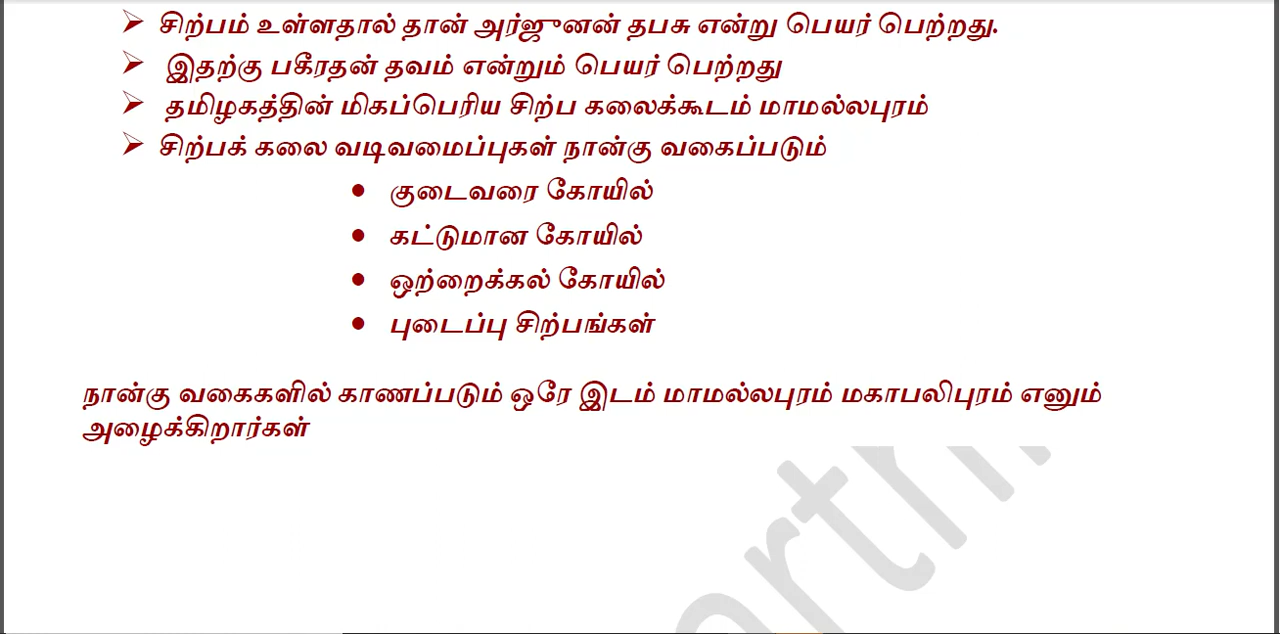 ➢ சிற்பம் உள்ளதால் தான் அர்ஜுனன் தபசு என்று பெயர் பெற்றது.
➢ இதற்கு பகீரதன் தவம் என்றும் பெயர் பெற்றது
➢ தமிழகத்தின் மிகப்பெரிய சிற்ப கலைக்கூடம் மாமல்லபுரம்
➢ சிற்பக் கலை வடிவமைப்புகள் நான்கு வகைப்படும்
● குடைவரை கோயில்
● கட்டுமான கோயில்
● ஒற்றைக்கல் கோயில்
● புடைப்பு சிற்பங்கள்
நான்கு வகைகளில் காணப்படும் ஒரே இடம் மாமல்லபுரம் மகாபலிபுரம் எனும்
அழைக்கிறார்கள்